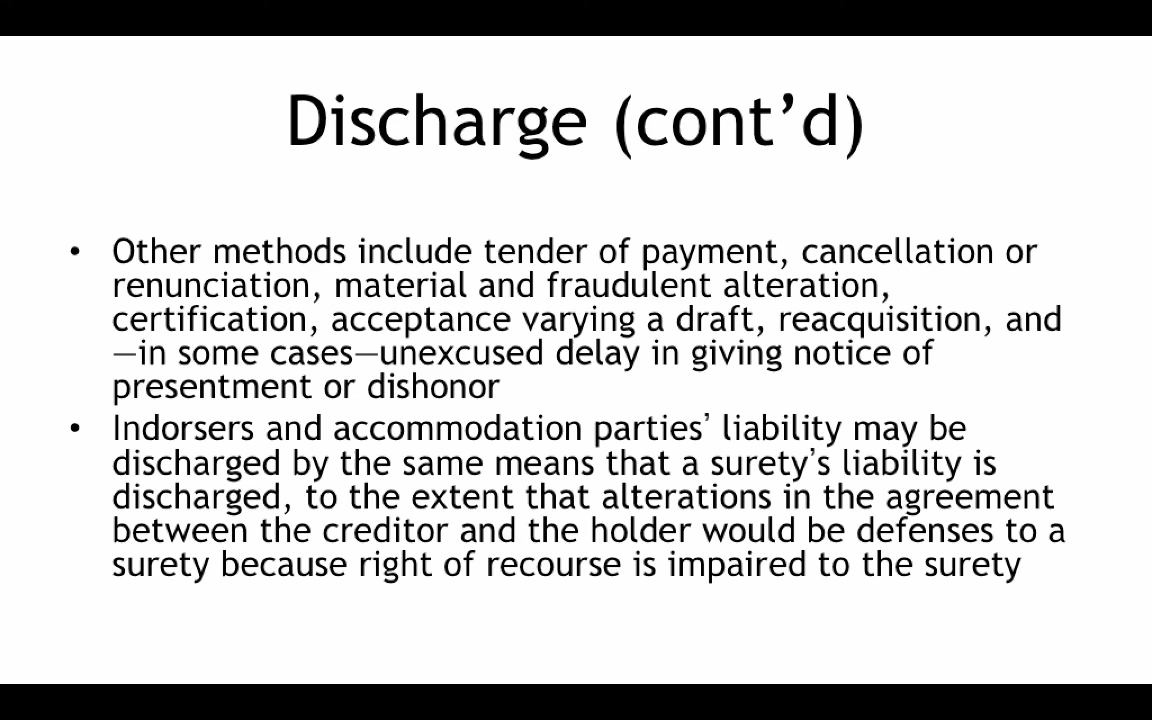 Discharge (cont’d)
• Other methods include tender of payment, cancellation or
renunciation, material and fraudulent alteration,
certification, acceptance varying a draft, reacquisition, and
—in some cases—unexcused delay in giving notice of
presentment or dishonor
• Indorsers and accommodation parties’ liability may be
discharged by the same means that a surety’s liability is
discharged, to the extent that alterations in the agreement
between the creditor and the holder would be defenses to a
surety because right of recourse is impaired to the surety